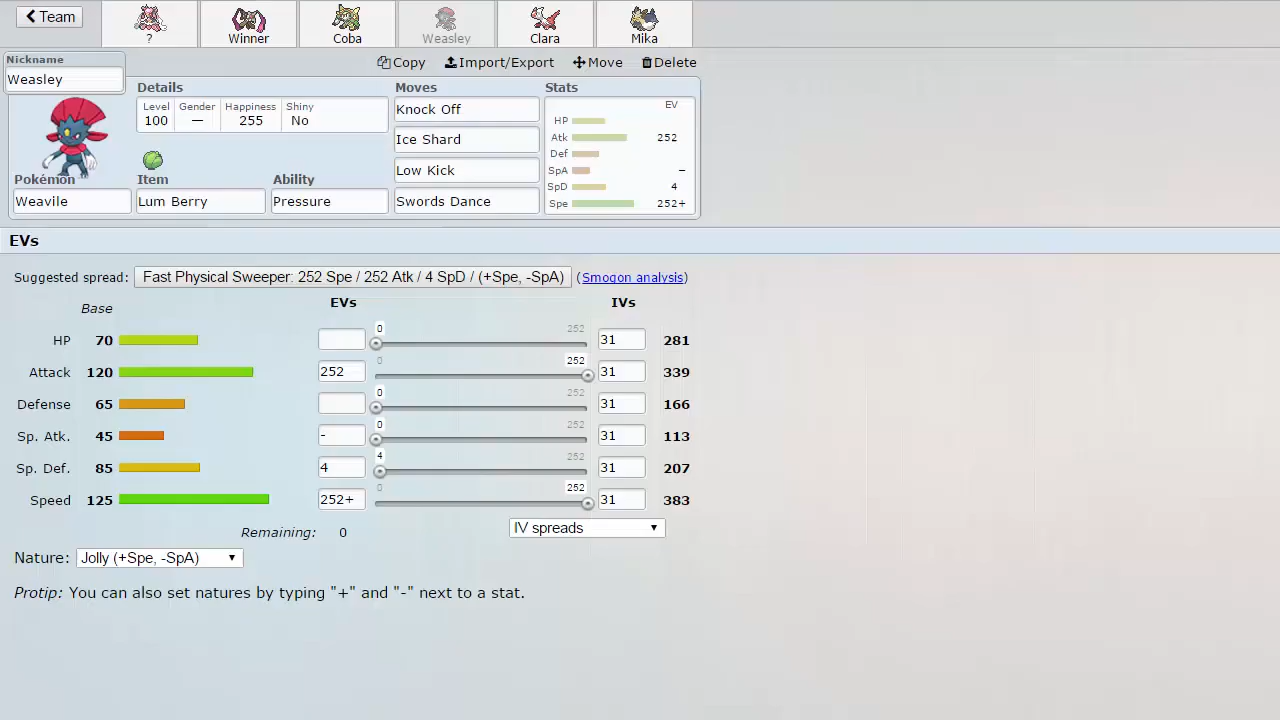 Team
?
Winner
Coba
Weasley
Clara
Mika
Copy
Import/Export
Move
Delete
Nickname
Weasley
Details
Level
Gender
Happiness
Shiny
100
—
255
No
Pokémon
Weavile
Item
Lum Berry
Ability
Pressure
Moves
Knock Off
Ice Shard
Low Kick
Swords Dance
Stats
EV
HP
Atk 252
Def
SpA –
SpD 4
Spe 252+
EVs
Suggested spread: Fast Physical Sweeper: 252 Spe / 252 Atk / 4 SpD / (+Spe, -SpA) (Smogon analysis)
Base EVs IVs
HP 70 0 252 31 281
Attack 120 252 0 252 31 339
Defense 65 0 252 31 166
Sp. Atk. 45 - 0 252 31 113
Sp. Def. 85 4 4 252 31 207
Speed 125 252+ 0 252 31 383
Remaining: 0 IV spreads
Nature: Jolly (+Spe, -SpA)
Protip: You can also set natures by typing "+" and "-" next to a stat.